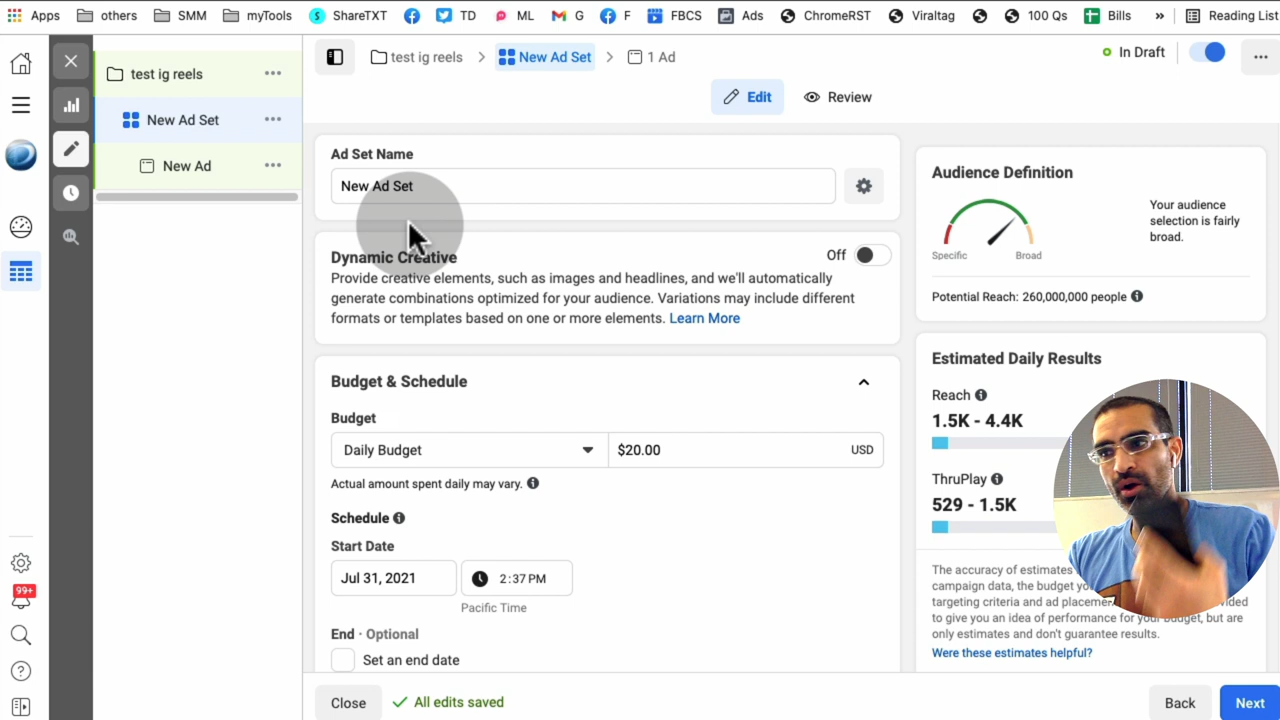 Apps others SMM myTools ShareTXT TD ML G F FBCS Ads ChromeRST Viraltag 100 Qs Bills » Reading List
test ig reels ...
New Ad Set ...
New Ad ...
99+
test ig reels > New Ad Set > 1 Ad
In Draft
...
Edit Review
Ad Set Name
New Ad Set
Dynamic Creative
Off
Provide creative elements, such as images and headlines, and we'll automatically
generate combinations optimized for your audience. Variations may include different
formats or templates based on one or more elements. Learn More
Budget & Schedule
Budget
Daily Budget $20.00 USD
Actual amount spent daily may vary.
Schedule
Start Date
Jul 31, 2021 2:37 PM
Pacific Time
End · Optional
Set an end date
Close All edits saved
Back Next
Audience Definition
Specific Broad
Your audience
selection is fairly
broad.
Potential Reach: 260,000,000 people
Estimated Daily Results
Reach
1.5K - 4.4K
ThruPlay
529 - 1.5K
The accuracy of estimates
campaign data, the budget
targeting criteria and ad
to give you an idea of performance for your budget, but are
only estimates and don't guarantee results.
Were these estimates helpful?